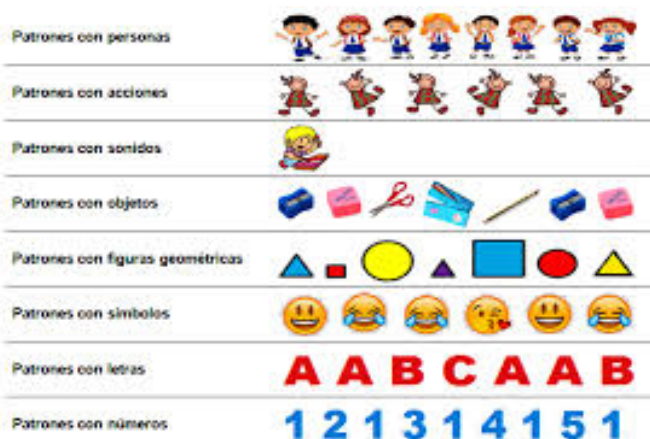 Patrones con personas
Patrones con acciones
Patrones con sonidos
Patrones con objetos
Patrones con figuras geométricas
Patrones con símbolos
Patrones con letras
A A B C A A B
Patrones con números
1 2 1 3 1 4 1 5 1